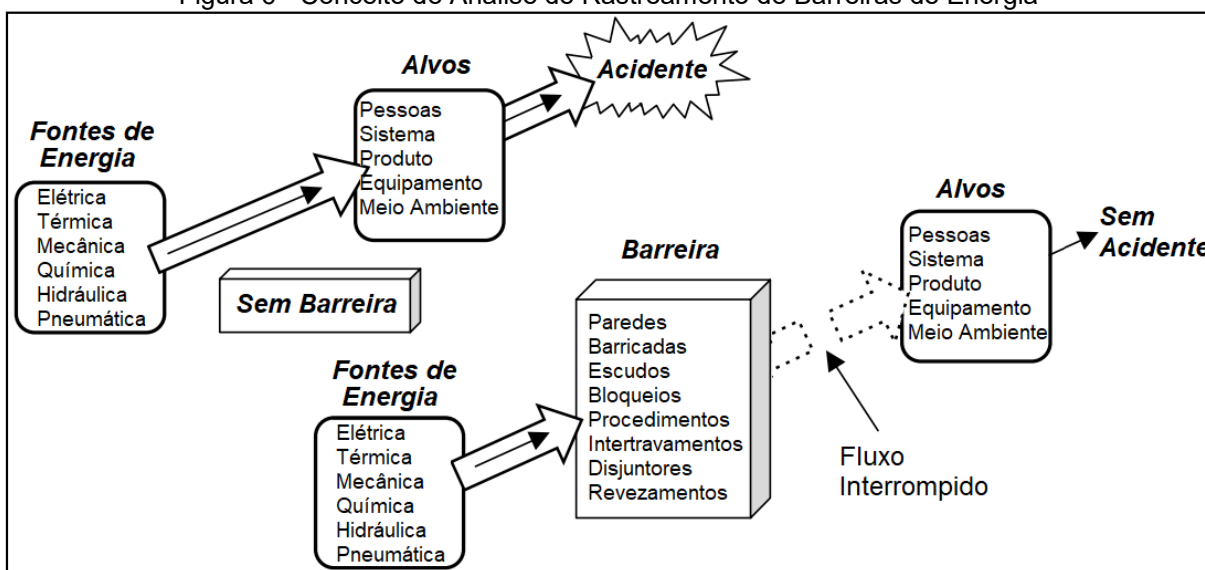 Figura - Conceito de Análise de Rastreamento de Barreiras de Energia
Alvos
Acidente
Pessoas
Sistema
Produto
Equipamento
Meio Ambiente
Fontes de
Energia
Elétrica
Térmica
Mecânica
Química
Hidráulica
Pneumática
Sem Barreira
Fontes de
Energia
Elétrica
Térmica
Mecânica
Química
Hidráulica
Pneumática
Barreira
Paredes
Barricadas
Escudos
Bloqueios
Procedimentos
Intertravamentos
Disjuntores
Revezamentos
Fluxo
Interrompido
Alvos
Pessoas
Sistema
Produto
Equipamento
Meio Ambiente
Sem
Acidente